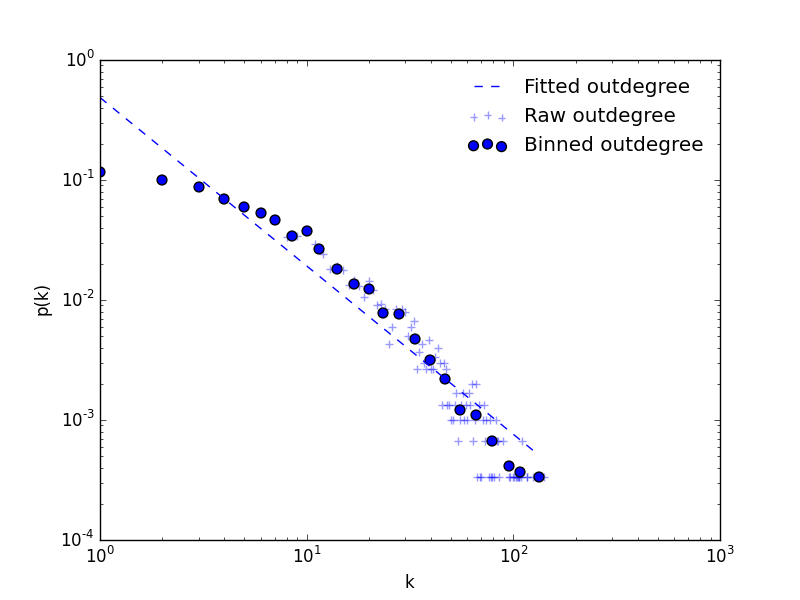 Fitted outdegree
Raw outdegree
Binned outdegree
p(k)
10^0
10^-1
10^-2
10^-3
10^-4
10^0 10^1 10^2 10^3
k